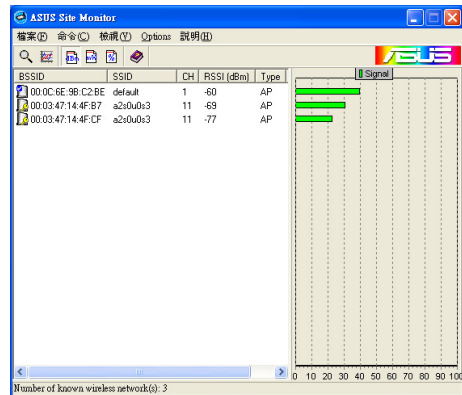 ASUS Site Monitor
檔案(F) 命令(C) 檢視(V) Options 說明(H)
dBm w/n %
/SUS
BSSID SSID CH RSSI (dBm) Type
Signal
00:0C:6E:9B:C2:BE default 1 -60 AP
00:03:47:14:4F:B7 a2s0u0s3 11 -69 AP
00:03:47:14:4F:CF a2s0u0s3 11 -77 AP
0 10 20 30 40 50 60 70 80 90 100
Number of known wireless network(s): 3